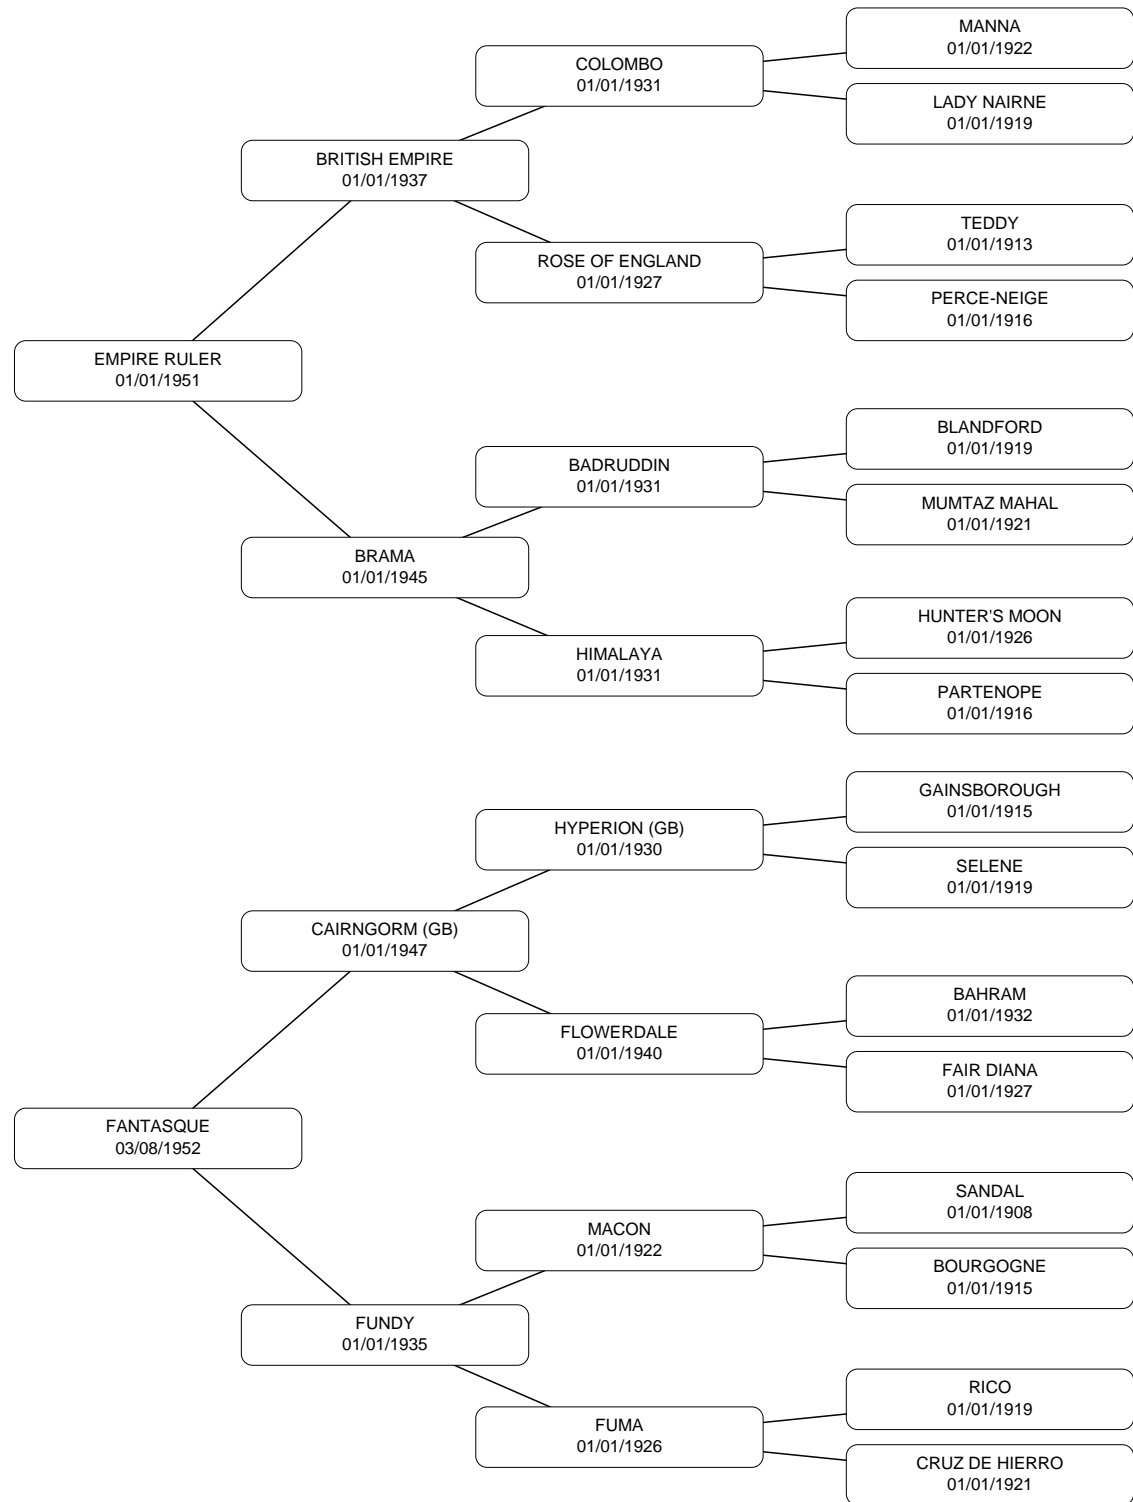 MANNA
01/01/1922
COLOMBO
01/01/1931
LADY NAIRNE
01/01/1919
BRITISH EMPIRE
01/01/1937
TEDDY
01/01/1913
ROSE OF ENGLAND
01/01/1927
PERCE-NEIGE
01/01/1916
EMPIRE RULER
01/01/1951
BLANDFORD
01/01/1919
BADRUDDIN
01/01/1931
MUMTAZ MAHAL
01/01/1921
BRAMA
01/01/1945
HUNTER'S MOON
01/01/1926
HIMALAYA
01/01/1931
PARTENOPE
01/01/1916
GAINSBOROUGH
01/01/1915
HYPERION (GB)
01/01/1930
SELENE
01/01/1919
CAIRNGORM (GB)
01/01/1947
BAHRAM
01/01/1932
FLOWERDALE
01/01/1940
FAIR DIANA
01/01/1927
FANTASQUE
03/08/1952
SANDAL
01/01/1908
MACON
01/01/1922
BOURGOGNE
01/01/1915
FUNDY
01/01/1935
RICO
01/01/1919
FUMA
01/01/1926
CRUZ DE HIERRO
01/01/1921